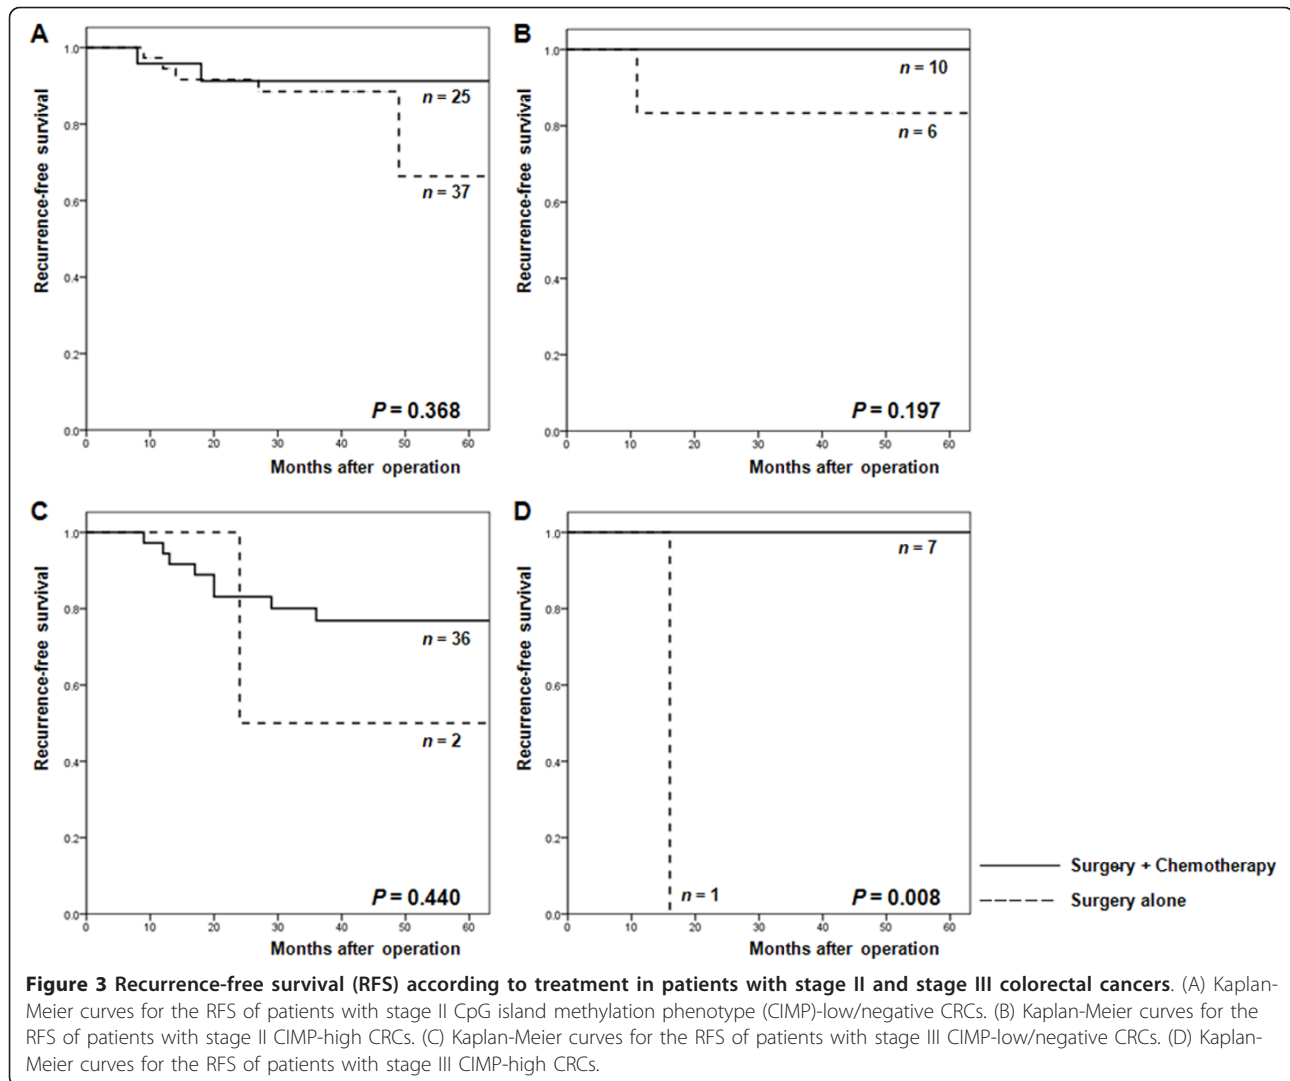 A
Recurrence-free survival
1.0
0.8
0.6
0.4
0.2
0.0
n = 25
n = 37
P = 0.368
0 10 20 30 40 50 60
Months after operation
B
Recurrence-free survival
1.0
0.8
0.6
0.4
0.2
0.0
n = 10
n = 6
P = 0.197
0 10 20 30 40 50 60
Months after operation
C
Recurrence-free survival
1.0
0.8
0.6
0.4
0.2
0.0
n = 36
n = 2
P = 0.440
0 10 20 30 40 50 60
Months after operation
D
Recurrence-free survival
1.0
0.8
0.6
0.4
0.2
0.0
n = 7
n = 1
P = 0.008
0 10 20 30 40 50 60
Months after operation
Surgery + Chemotherapy
Surgery alone
Figure 3 Recurrence-free survival (RFS) according to treatment in patients with stage II and stage III colorectal cancers. (A) Kaplan-
Meier curves for the RFS of patients with stage II CpG island methylation phenotype (CIMP)-low/negative CRCs. (B) Kaplan-Meier curves for the
RFS of patients with stage II CIMP-high CRCs. (C) Kaplan-Meier curves for the RFS of patients with stage III CIMP-low/negative CRCs. (D) Kaplan-
Meier curves for the RFS of patients with stage III CIMP-high CRCs.